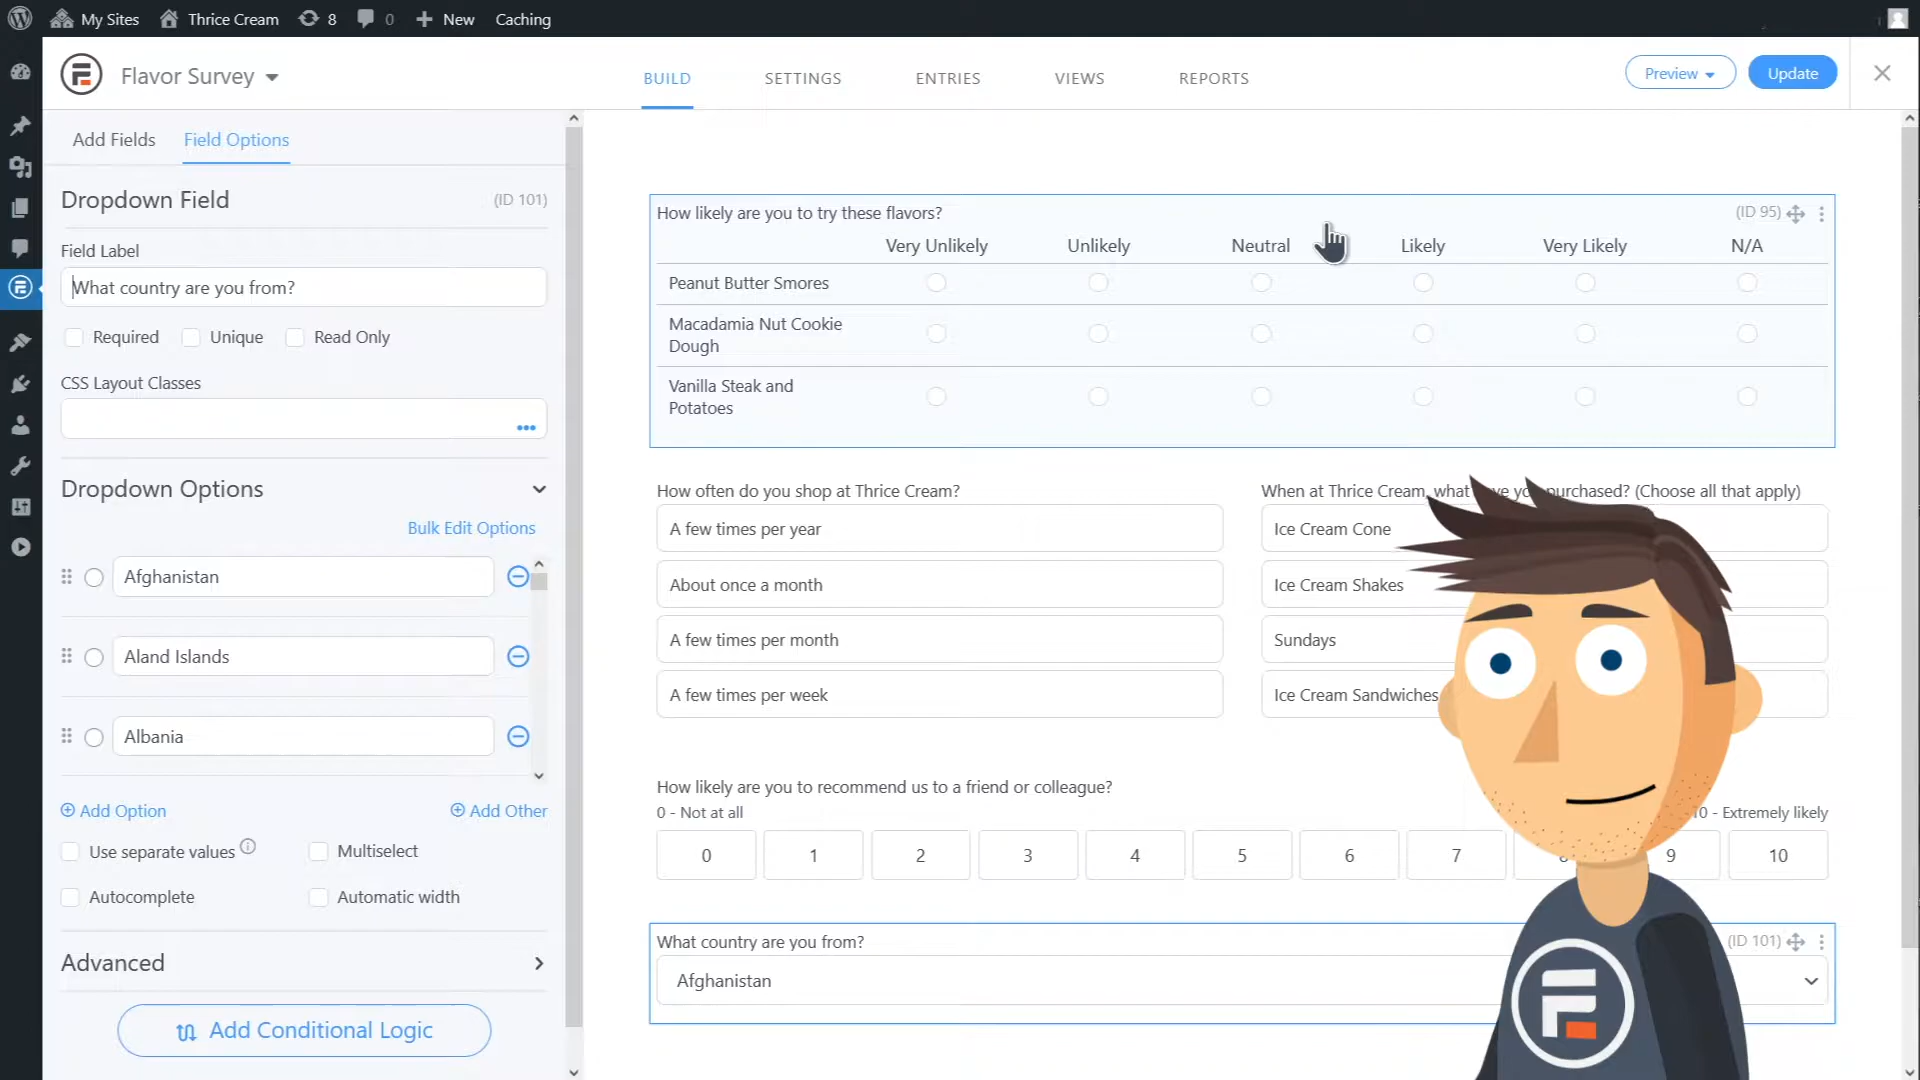 My Sites
Thrice Cream
8
0
New
Caching
Flavor Survey
BUILD
SETTINGS
ENTRIES
VIEWS
REPORTS
Preview
Update
Add Fields
Field Options
Dropdown Field
(ID 101)
Field Label
What country are you from?
Required
Unique
Read Only
CSS Layout Classes
Dropdown Options
Bulk Edit Options
Afghanistan
Aland Islands
Albania
Add Option
Add Other
Use separate values
Multiselect
Autocomplete
Automatic width
Advanced
Add Conditional Logic
How likely are you to try these flavors?
(ID 95)
Very Unlikely
Unlikely
Neutral
Likely
Very Likely
N/A
Peanut Butter Smores
Macadamia Nut Cookie
Dough
Vanilla Steak and
Potatoes
How often do you shop at Thrice Cream?
A few times per year
About once a month
A few times per month
A few times per week
When at Thrice Cream, what purchased? (Choose all that apply)
Ice Cream Cone
Ice Cream Shakes
Sundays
Ice Cream Sandwiches
How likely are you to recommend us to a friend or colleague?
0 - Not at all
10 - Extremely likely
0
1
2
3
4
5
6
7
9
10
What country are you from?
(ID 101)
Afghanistan